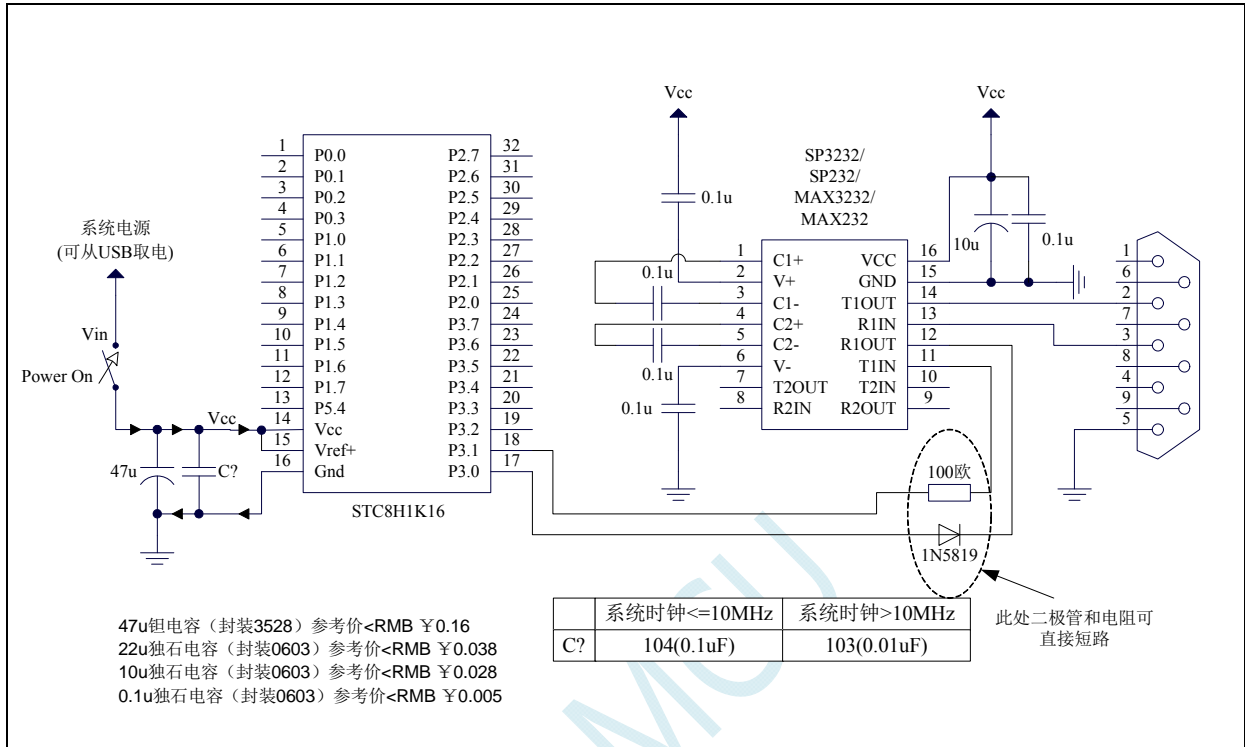 系统电源
(可从USB取电)
Vin
Power On
Vcc
47u
C?
1 P0.0 P2.7 32
2 P0.1 P2.6 31
3 P0.2 P2.5 30
4 P0.3 P2.4 29
5 P1.0 P2.3 28
6 P1.1 P2.2 27
7 P1.2 P2.1 26
8 P1.3 P2.0 25
9 P1.4 P3.7 24
10 P1.5 P3.6 23
11 P1.6 P3.5 22
12 P1.7 P3.4 21
13 P5.4 P3.3 20
14 Vcc P3.2 19
15 Vref+ P3.1 18
16 Gnd P3.0 17
STC8H1K16
Vcc
0.1u
0.1u
0.1u
0.1u
SP3232/
SP232/
MAX3232/
MAX232
1 C1+ VCC 16
2 V+ GND 15
3 C1- T1OUT 14
4 C2+ R1IN 13
5 C2- R1OUT 12
6 V- T1IN 11
7 T2OUT T2IN 10
8 R2IN R2OUT 9
Vcc
10u
0.1u
1
6
2
7
3
8
4
9
5
100欧
1N5819
此处二极管和电阻可
直接短路
系统时钟<=10MHz 系统时钟>10MHz
C? 104(0.1uF) 103(0.01uF)
47u钽电容（封装3528）参考价<RMB ￥0.16
22u独石电容（封装0603）参考价<RMB ￥0.038
10u独石电容（封装0603）参考价<RMB ￥0.028
0.1u独石电容（封装0603）参考价<RMB ￥0.005
MCU